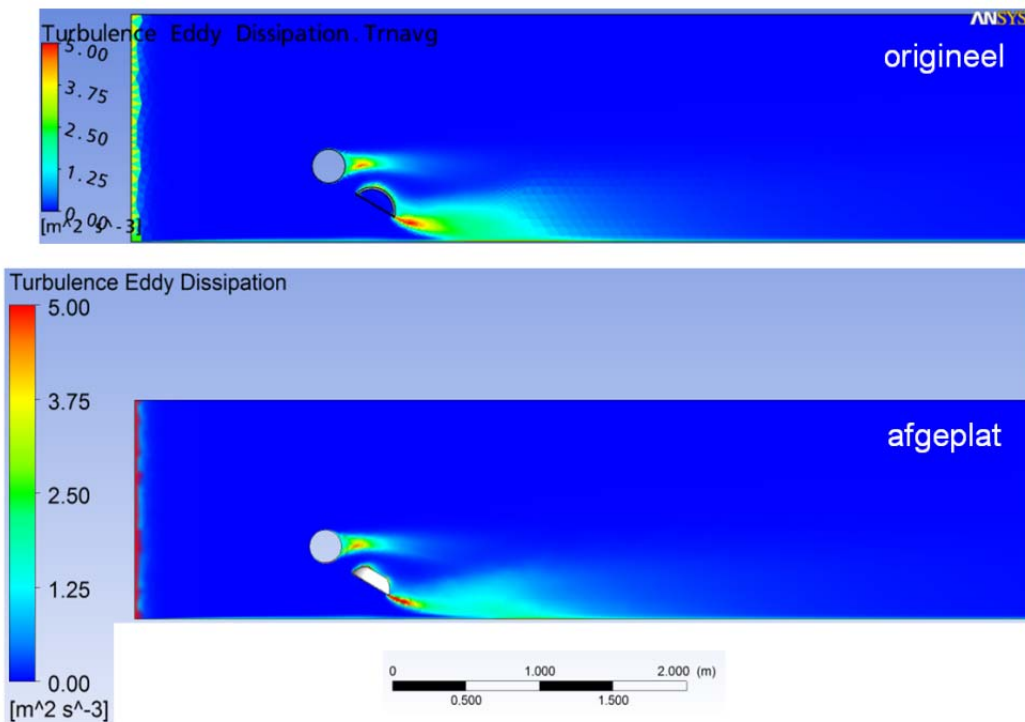 Turbulence Eddy Dissipation.Trnavg
ANSYS
5.00
origineel
3.75
2.50
1.25
0.00
[m^2 s^-3]
Turbulence Eddy Dissipation
5.00
3.75
afgeplat
2.50
1.25
0.00
[m^2 s^-3]
0 1.000 2.000 (m)
0.500 1.500